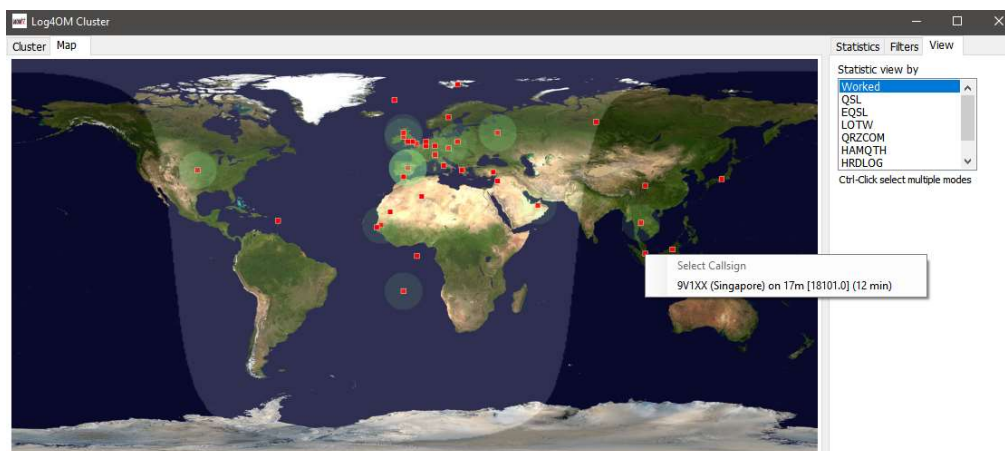 Log4OM Cluster
Cluster Map
Statistics Filters View
Statistic view by
Worked
QSL
EQSL
LOTW
QRZCOM
HAMQTH
HRDLOG
Ctrl-Click select multiple modes
Select Callsign
9V1XX (Singapore) on 17m [18101.0] (12 min)